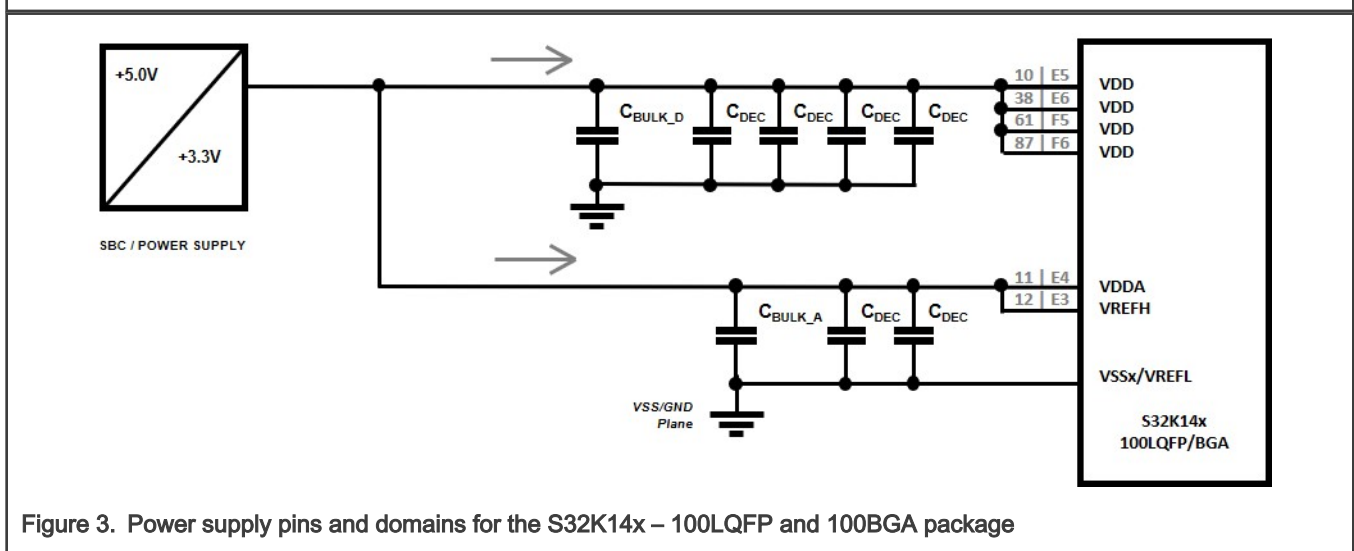 +5.0V
+3.3V
SBC / POWER SUPPLY
CBULK_D
CDEC
CDEC
CDEC
CDEC
10 | E5
VDD
38 | E6
VDD
61 | F5
VDD
87 | F6
VDD
CBULK_A
CDEC
CDEC
11 | E4
VDDA
12 | E3
VREFH
VSSx/VREFL
VSS/GND
Plane
S32K14x
100LQFP/BGA
Figure 3. Power supply pins and domains for the S32K14x – 100LQFP and 100BGA package